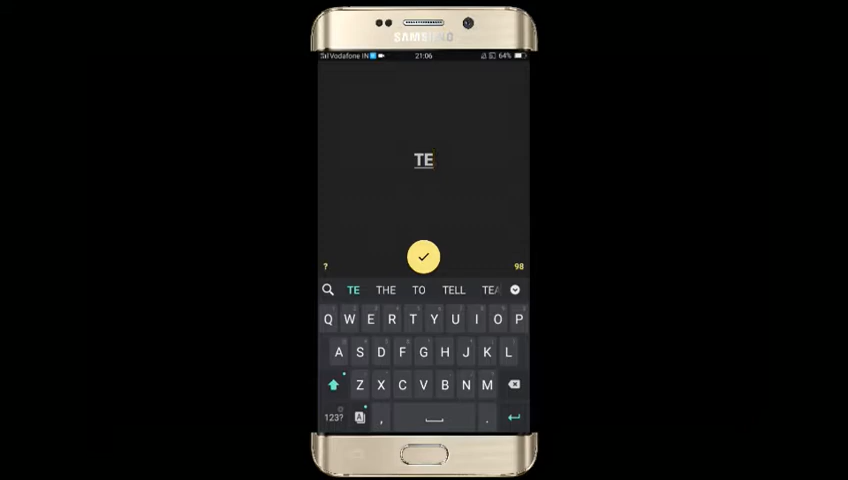 SAMSUNG
Vodafone IN 21:06 64%
TE
? 98
TE THE TO TELL TEA
Q W E R T Y U I O P
A S D F G H J K L
Z X C V B N M
123? A , .